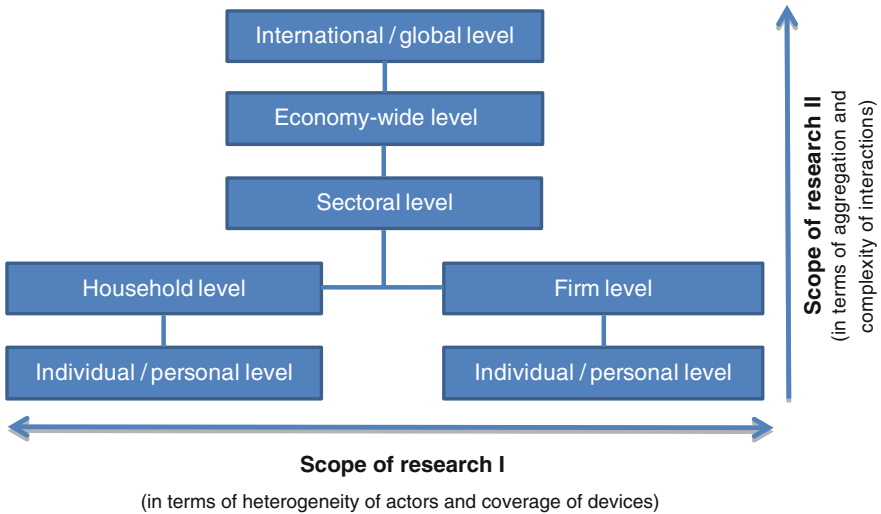 International / global level
Economy-wide level
Sectoral level
Household level
Firm level
Individual / personal level
Individual / personal level
Scope of research I
(in terms of heterogeneity of actors and coverage of devices)
Scope of research II
(in terms of aggregation and
complexity of interactions)